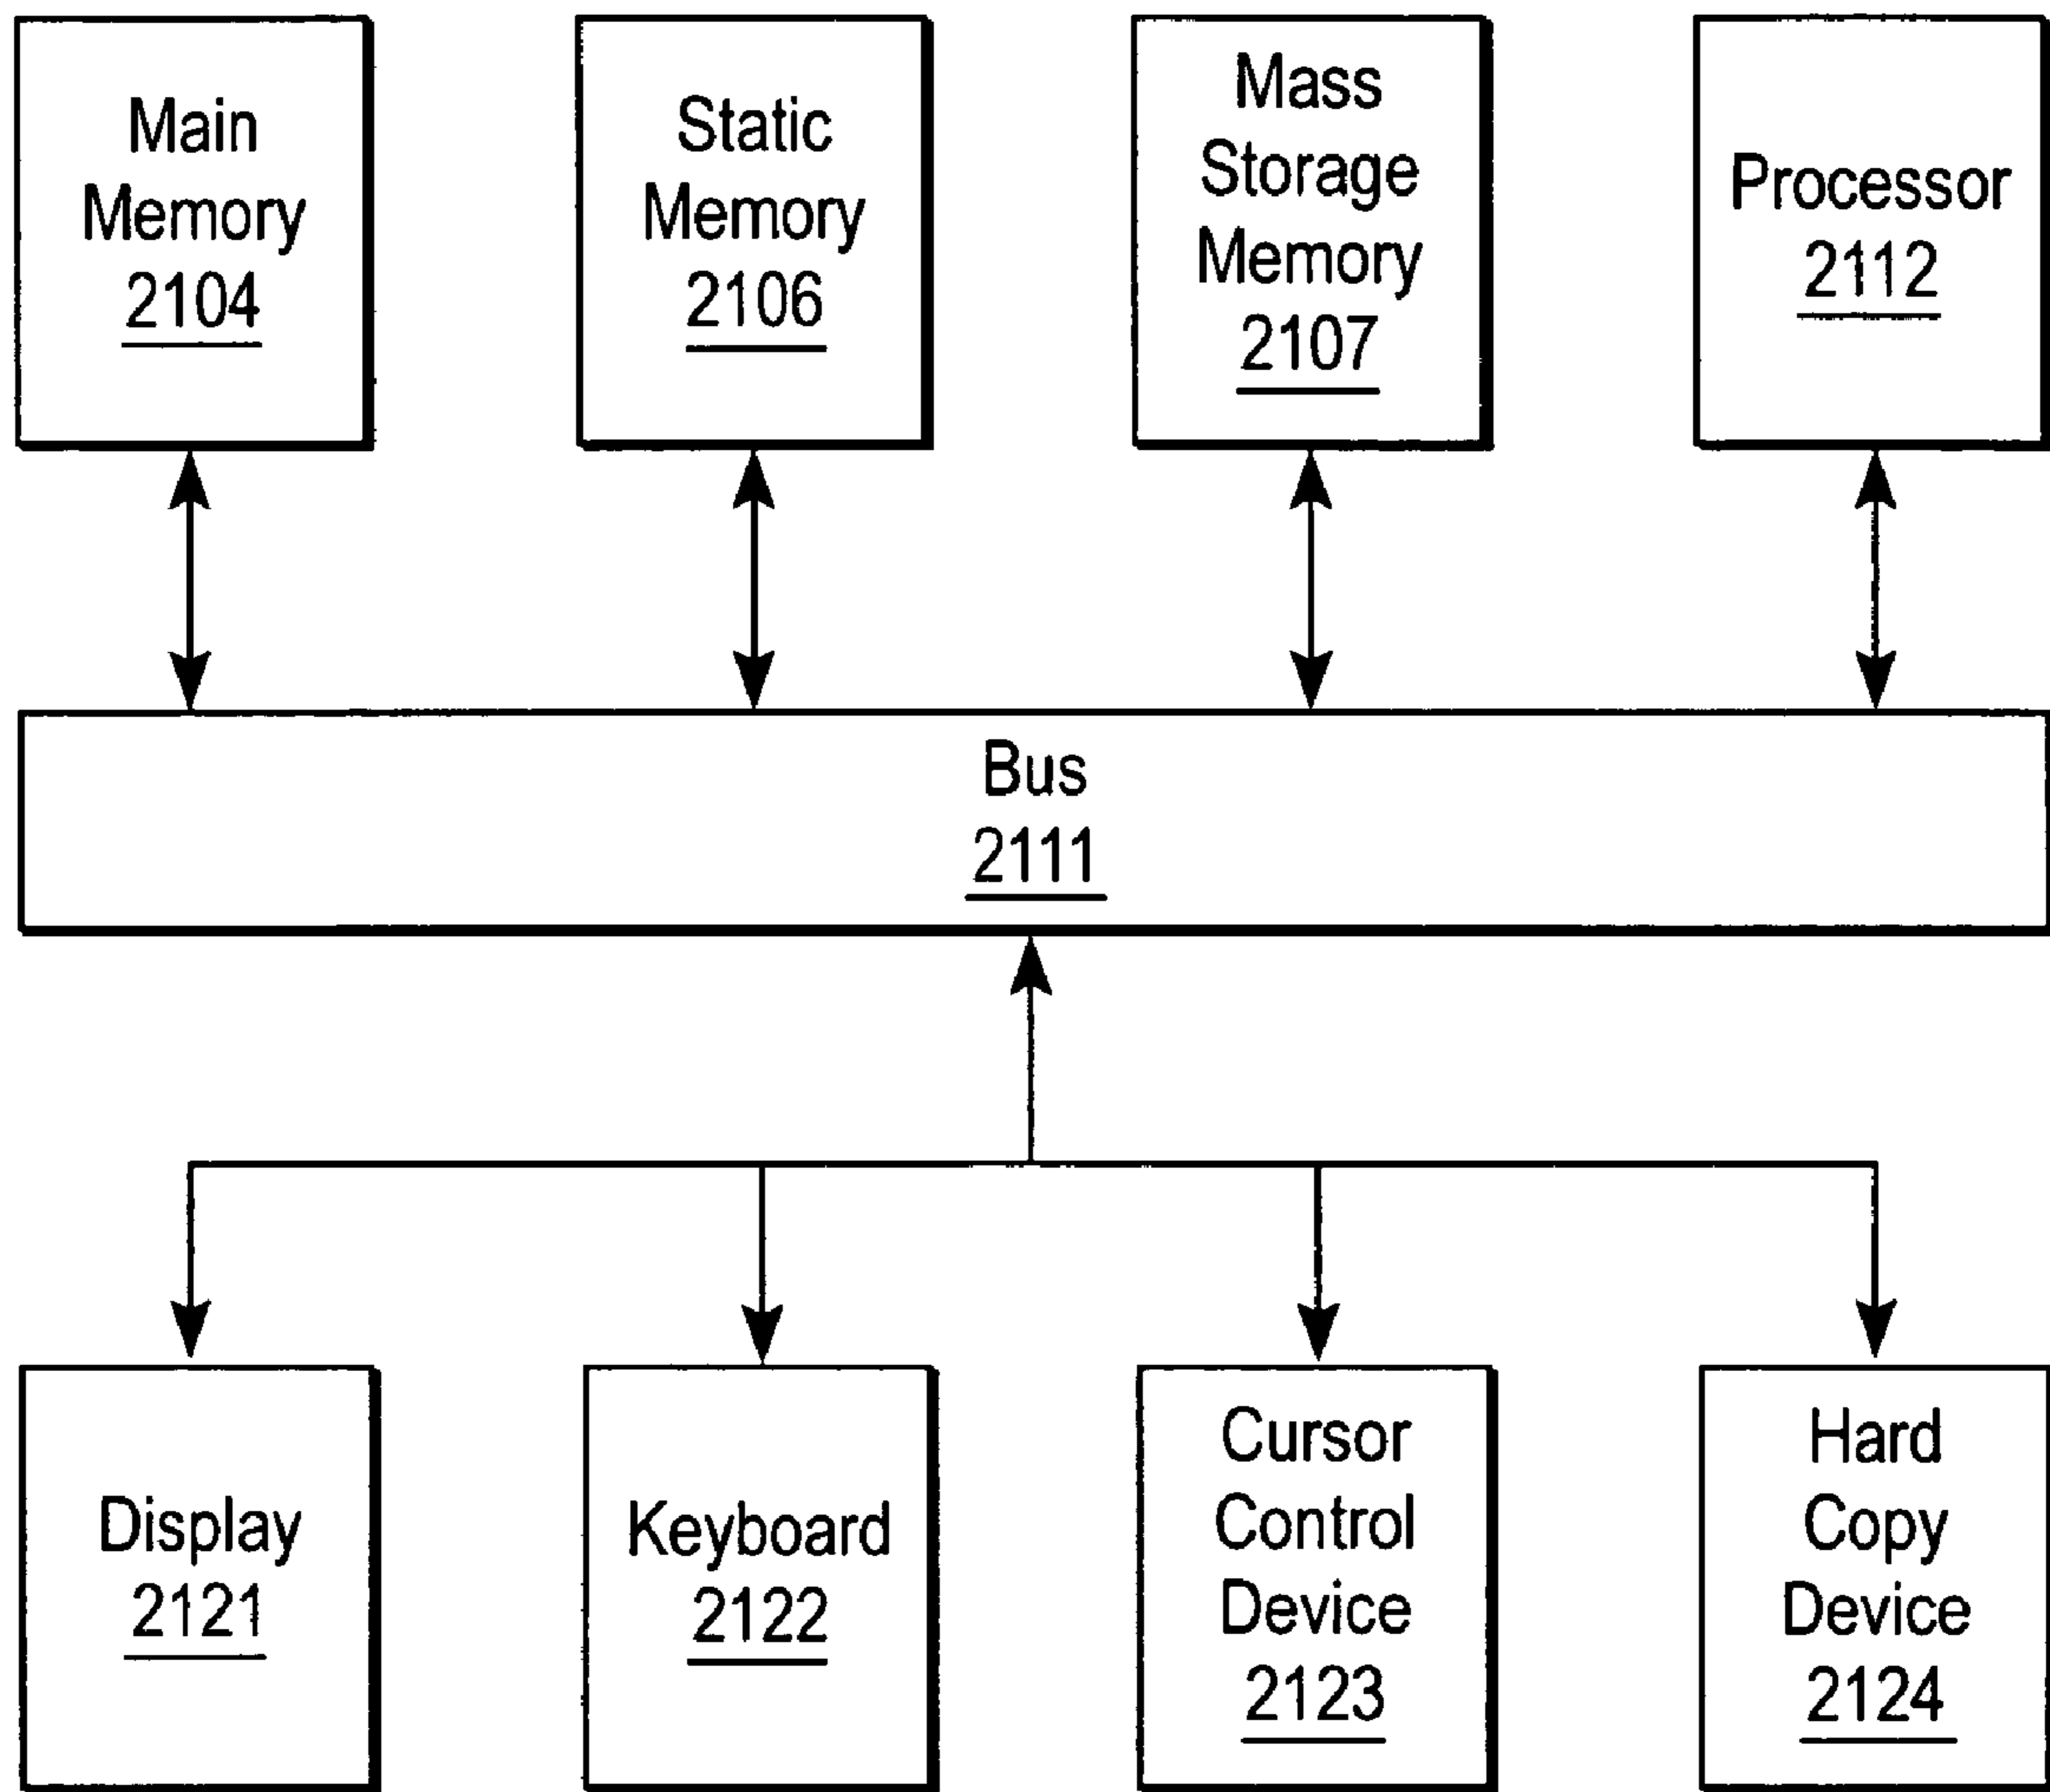 Main
Memory
2104
Static
Memory
2106
Mass
Storage
Memory
2107
Processor
2112
Bus
2111
Display
2121
Keyboard
2122
Cursor
Control
Device
2123
Hard
Copy
Device
2124